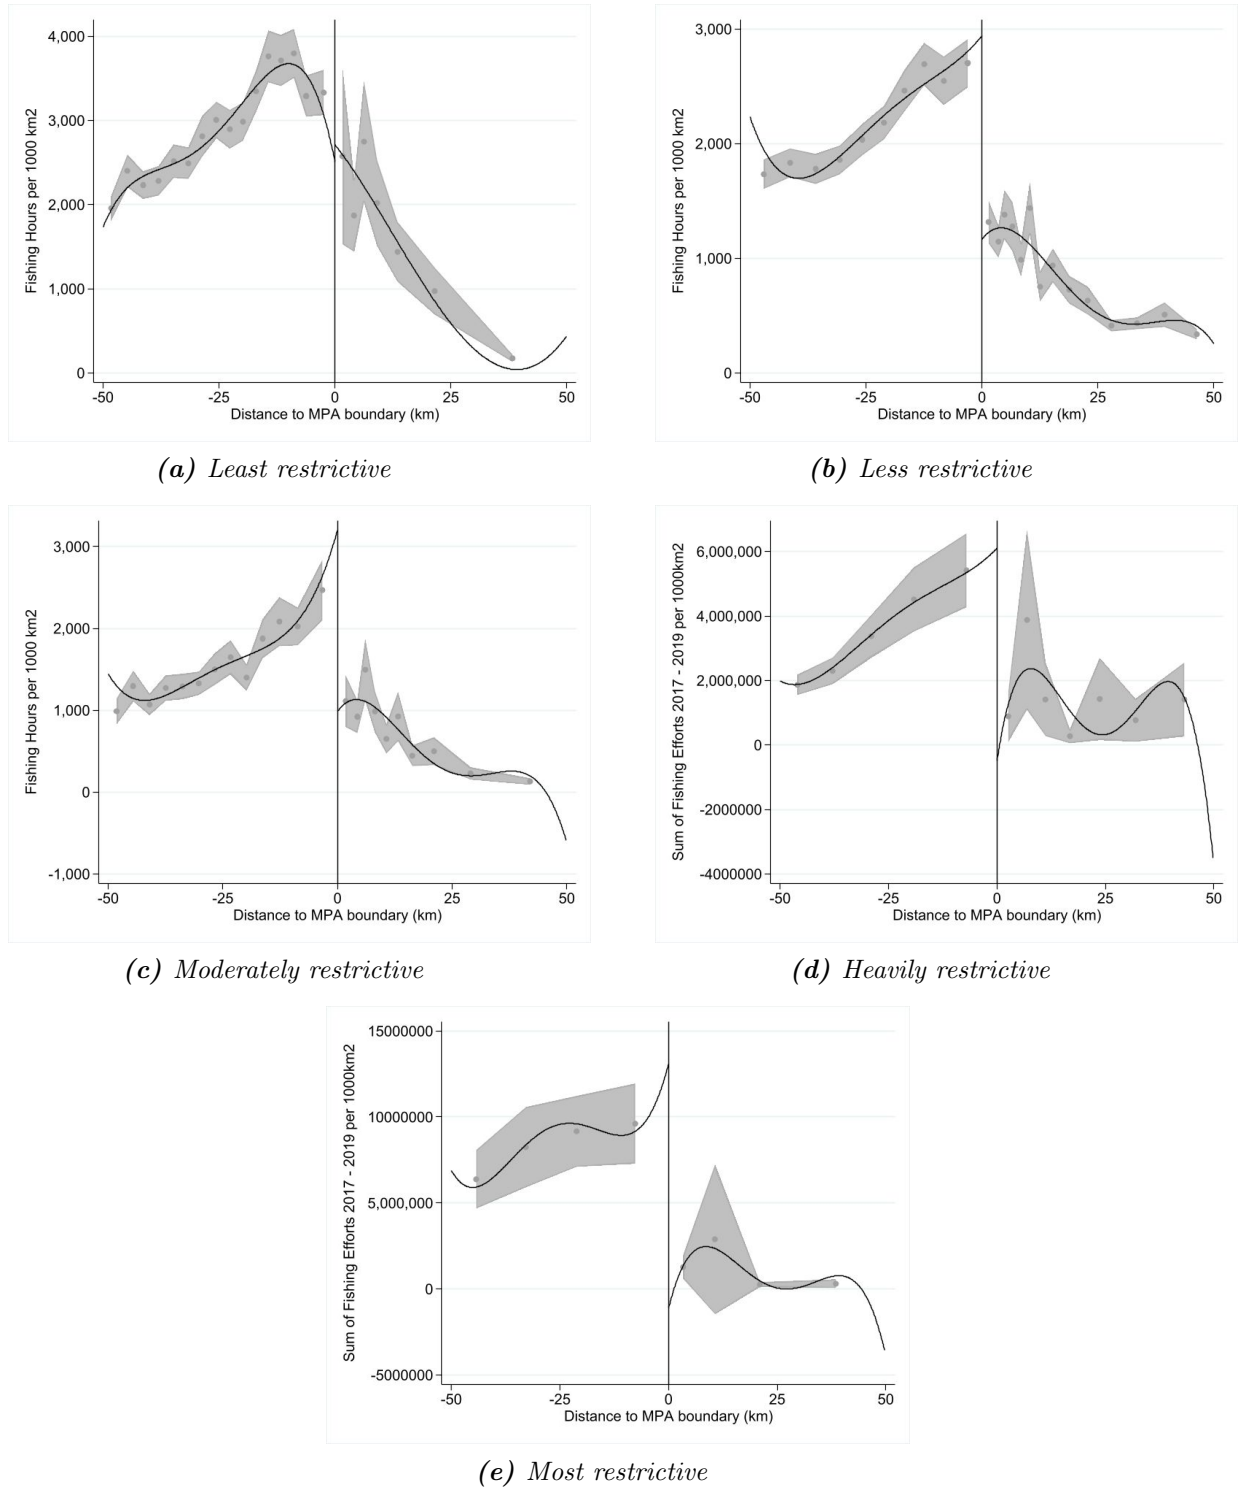 Fishing Hours per 1000 km2
4,000
3,000
2,000
1,000
0
-50 -25 0 25 50
Distance to MPA boundary (km)
(a) Least restrictive
Fishing Hours per 1000 km2
3,000
2,000
1,000
0
-50 -25 0 25 50
Distance to MPA boundary (km)
(b) Less restrictive
Fishing Hours per 1000 km2
3,000
2,000
1,000
0
-1,000
-50 -25 0 25 50
Distance to MPA boundary (km)
(c) Moderately restrictive
Sum of Fishing Efforts 2017 - 2019 per 1000km2
6,000,000
4,000,000
2,000,000
0
-2000000
-4000000
-50 -25 0 25 50
Distance to MPA boundary (km)
(d) Heavily restrictive
Sum of Fishing Efforts 2017 - 2019 per 1000km2
15000000
10000000
5,000,000
0
-5000000
-50 -25 0 25 50
Distance to MPA boundary (km)
(e) Most restrictive